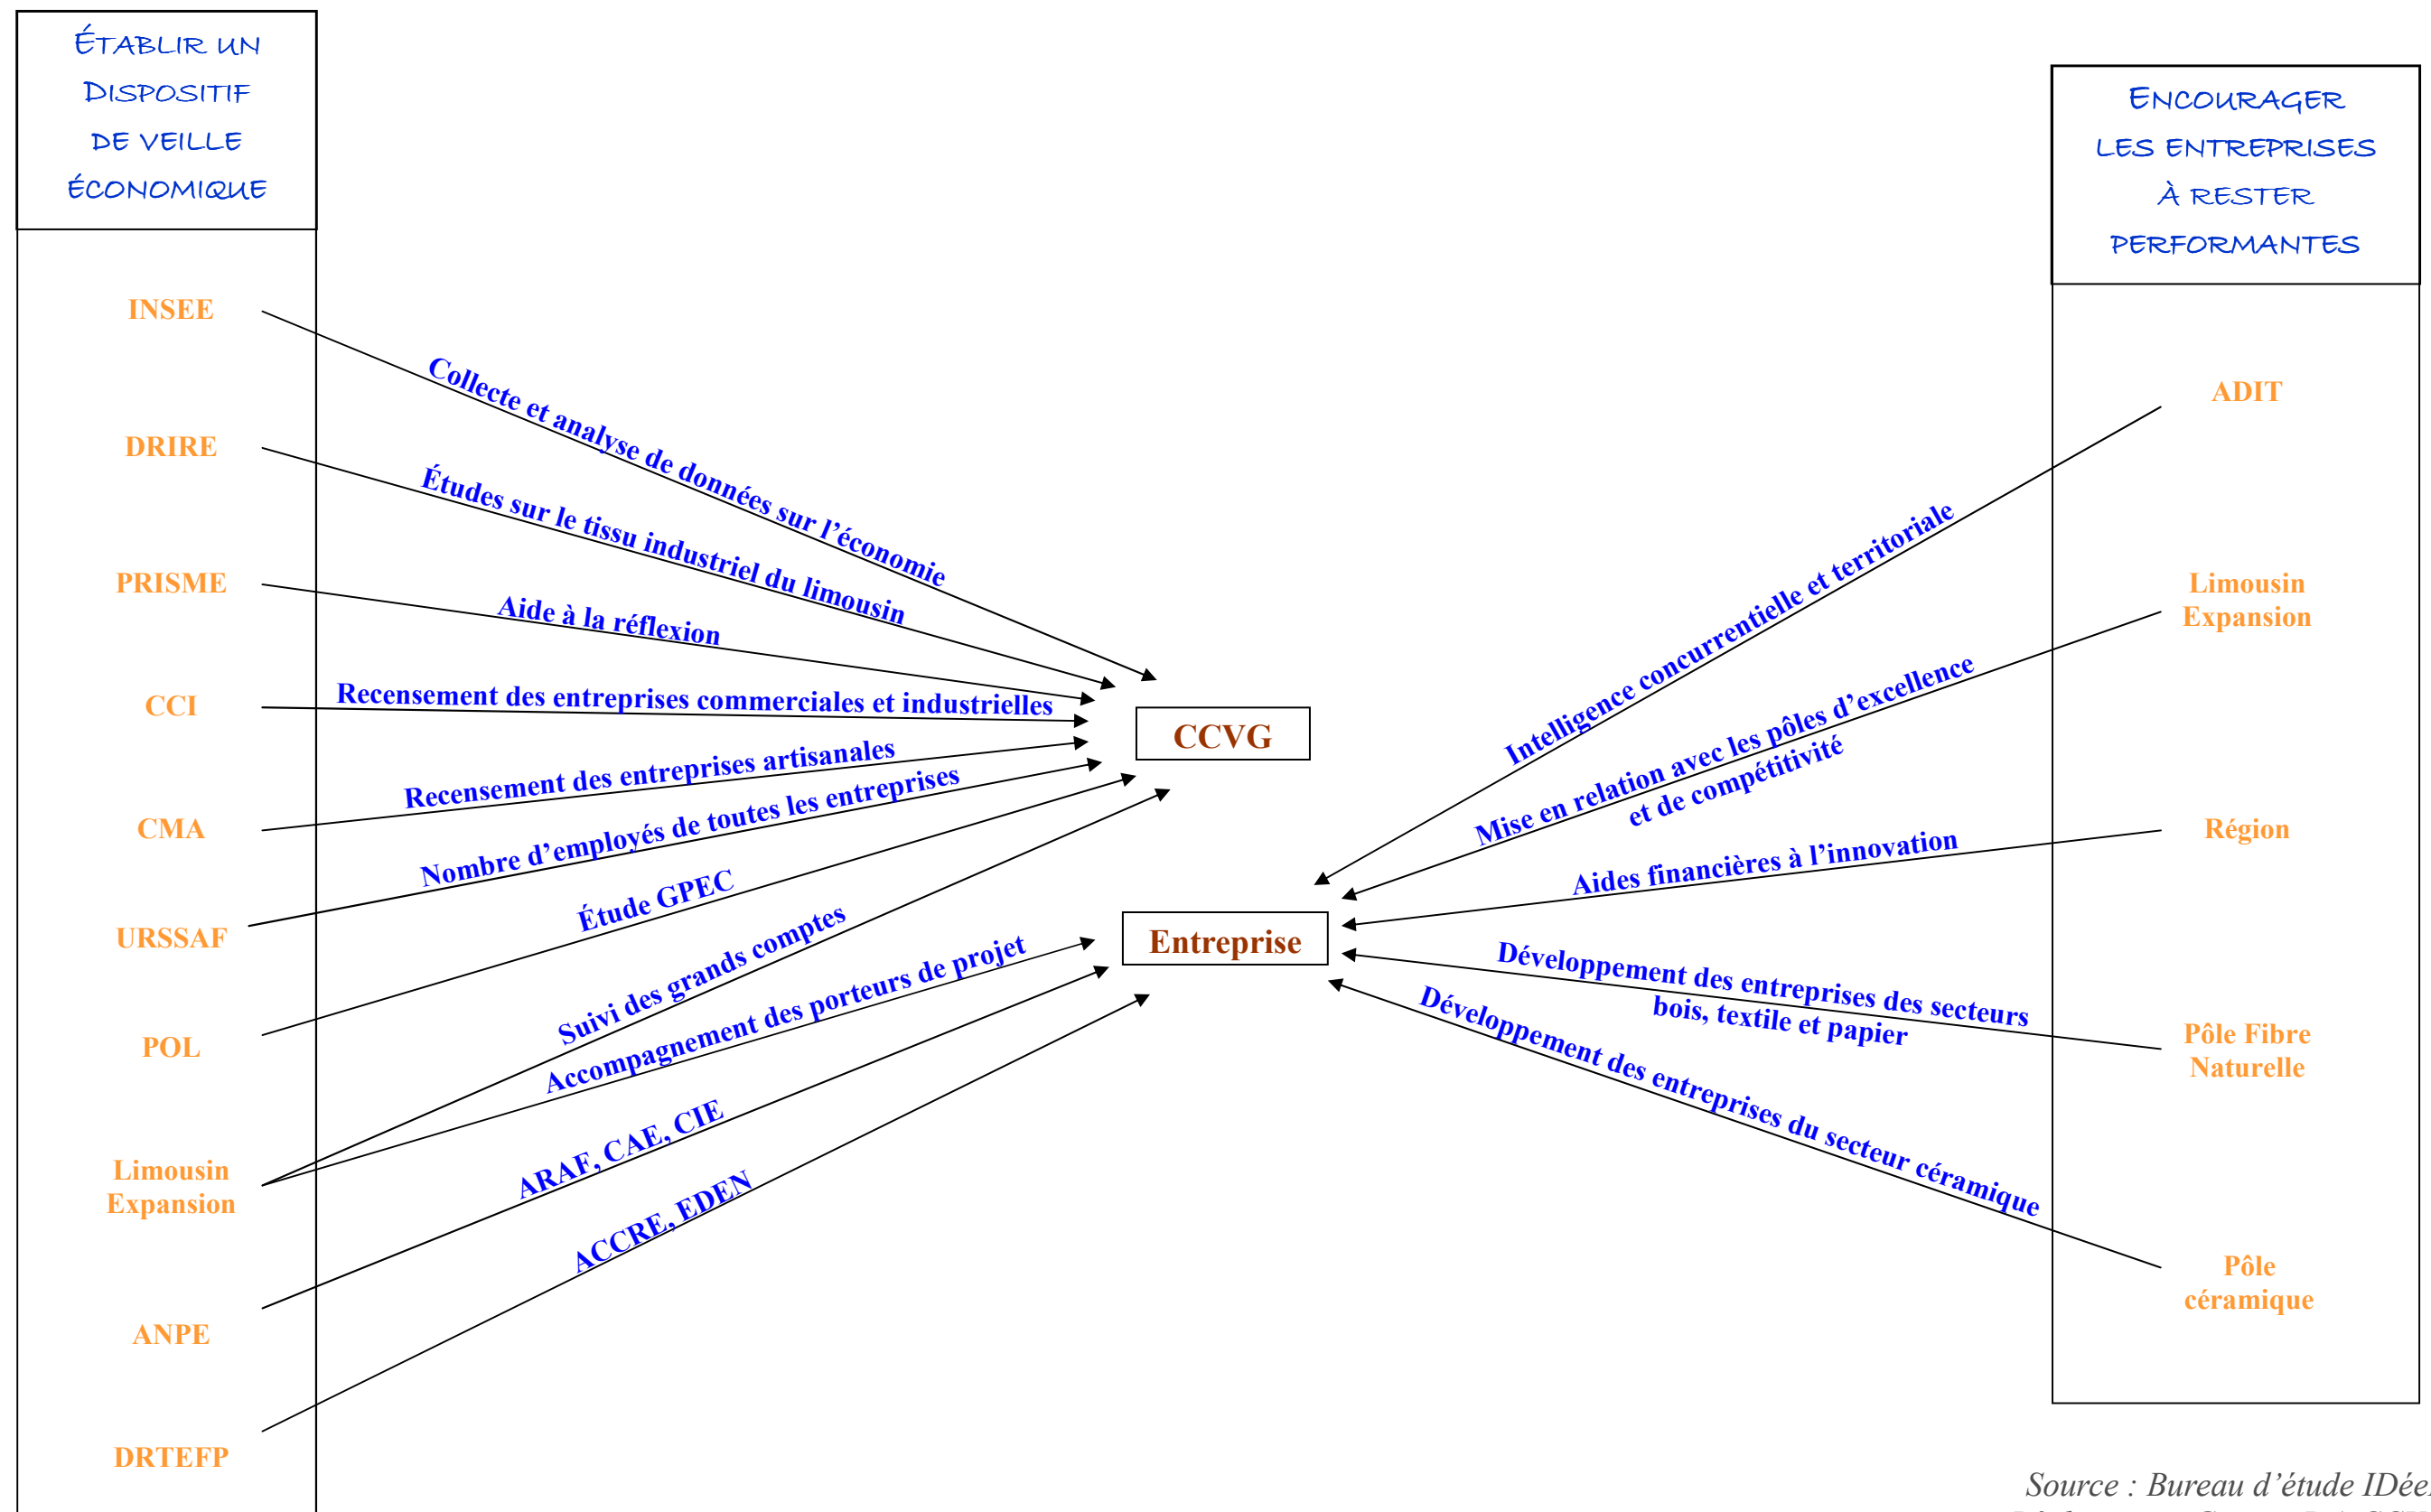 ÉTABLIR UN
DISPOSITIF
DE VEILLE
ÉCONOMIQUE
INSEE
DRIRE
PRISME
CCI
CMA
URSSAF
POL
Limousin
Expansion
ANPE
DRTEFP
Collecte et analyse de données sur l'économie
Études sur le tissu industriel du limousin
Aide à la réflexion
Recensement des entreprises commerciales et industrielles
Recensement des entreprises artisanales
Nombre d'employés de toutes les entreprises
Étude GPEC
Suivi des grands comptes
Accompagnement des porteurs de projet
ARAF, CAE, CIE
ACCRE, EDEN
CCVG
Entreprise
Intelligence concurrentielle et territoriale
Mise en relation avec les pôles d'excellence
et de compétitivité
Aides financières à l'innovation
Développement des entreprises des secteurs
bois, textile et papier
Développement des entreprises du secteur céramique
ENCOURAGER
LES ENTREPRISES
À RESTER
PERFORMANTES
ADIT
Limousin
Expansion
Région
Pôle Fibre
Naturelle
Pôle
céramique
Source : Bureau d'étude IDée